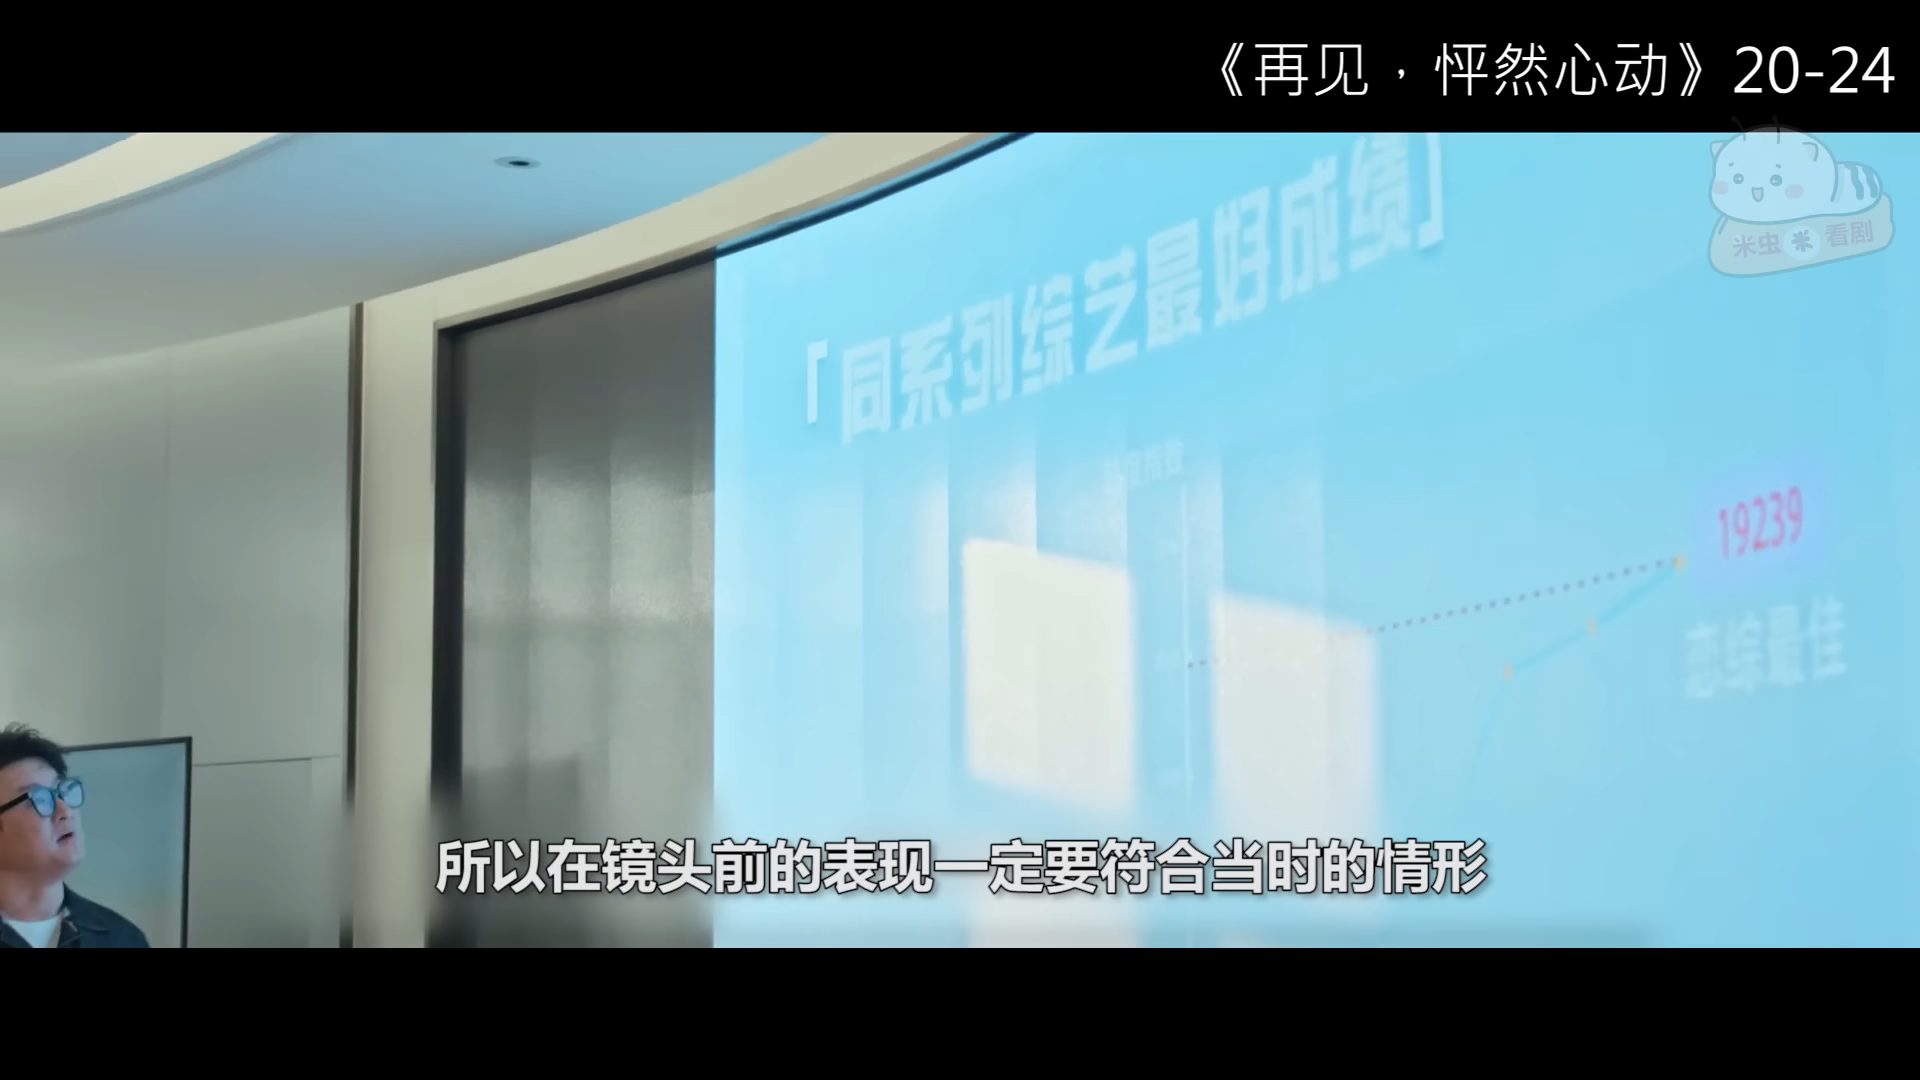 《再见，怦然心动》20-24
米虫米看剧
「同系列综艺最好成绩」
19239
恋综最佳
所以在镜头前的表现一定要符合当时的情形